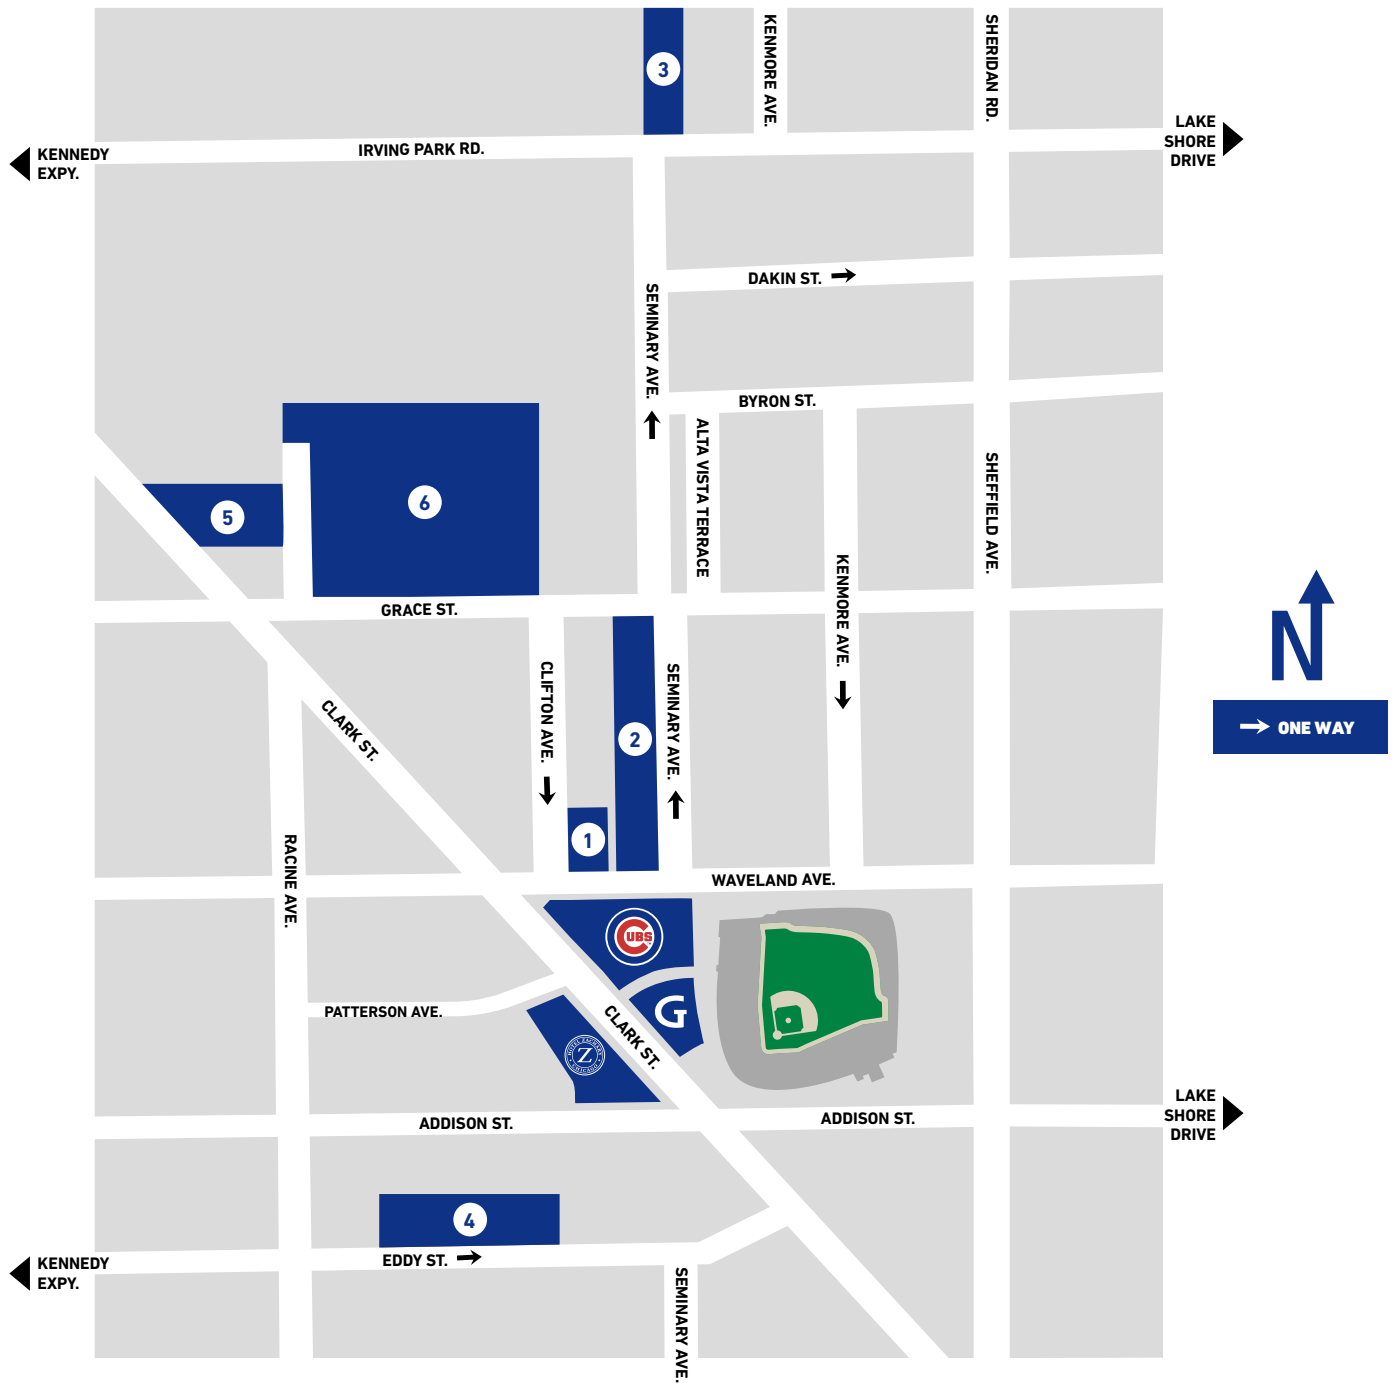 KENMORE AVE.
SHERIDAN RD.
3
LAKE
SHORE
DRIVE
KENNEDY
EXPY.
IRVING PARK RD.
DAKIN ST.
SEMINARY AVE.
BYRON ST.
ALTA VISTA TERRACE
SHEFFIELD AVE.
6
5
KENMORE AVE.
GRACE ST.
N
ONE WAY
CLIFTON AVE.
SEMINARY AVE.
CLARK ST.
2
1
RACINE AVE.
WAVELAND AVE.
CUBS
G
PATTERSON AVE.
CLARK ST.
HOTEL ZACHARY
Z
CHICAGO
ADDISON ST.
ADDISON ST.
LAKE
SHORE
DRIVE
4
EDDY ST.
KENNEDY
EXPY.
SEMINARY AVE.